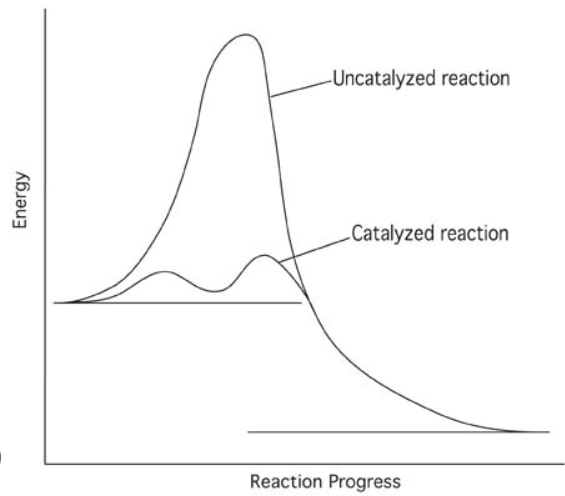 Uncatalyzed reaction
Catalyzed reaction
Energy
Reaction Progress